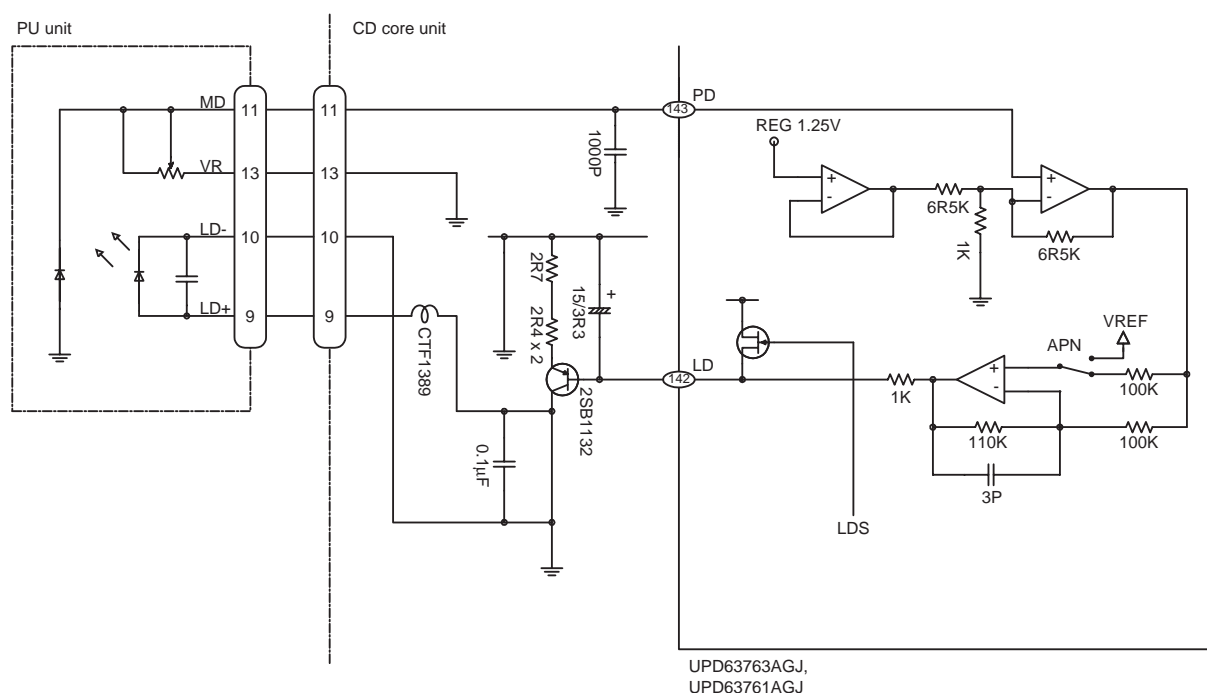 PU unit
CD core unit
MD
11
11
143
PD
REG 1.25V
+
-
6R5K
1K
+
-
6R5K
1000P
VR
13
13
LD-
10
10
LD+
9
9
CTF1389
2R7
2R4 x 2
15/3R3
+
2SB1132
0.1µF
LD
142
1K
+
-
APN
VREF
100K
100K
110K
3P
LDS
UPD63763AGJ,
UPD63761AGJ